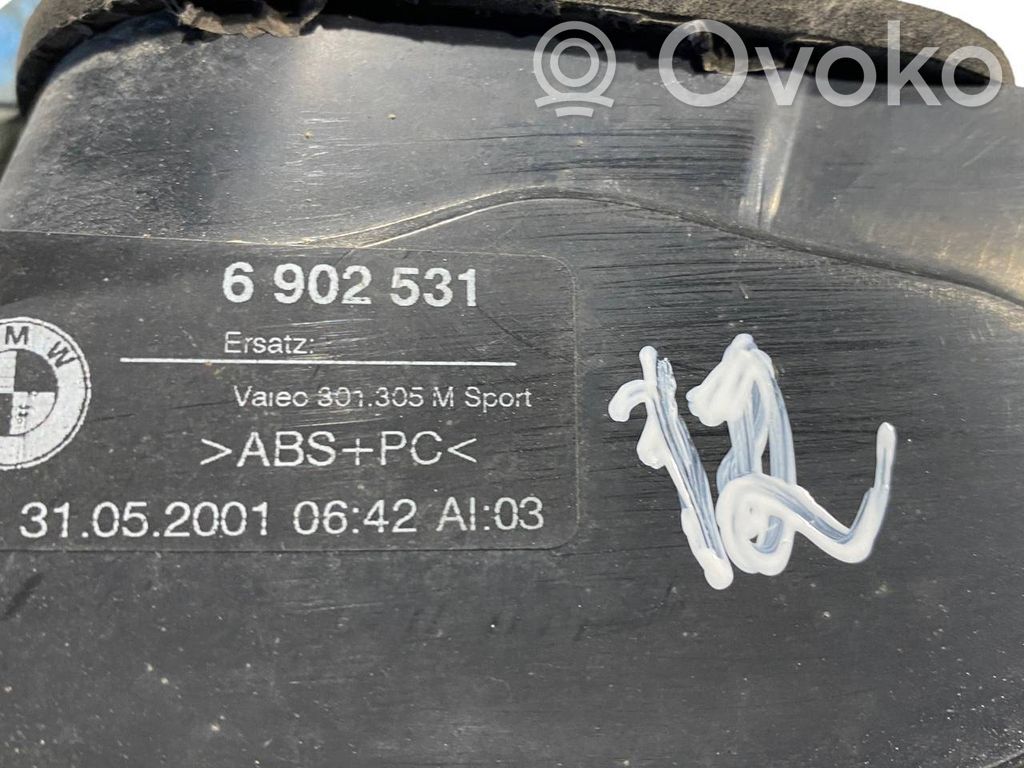 Ovoko
6 902 531
BMW
Ersatz:
Valeo 301.305 M Sport
>ABS+PC<
31.05.2001 06:42 AI:03
12